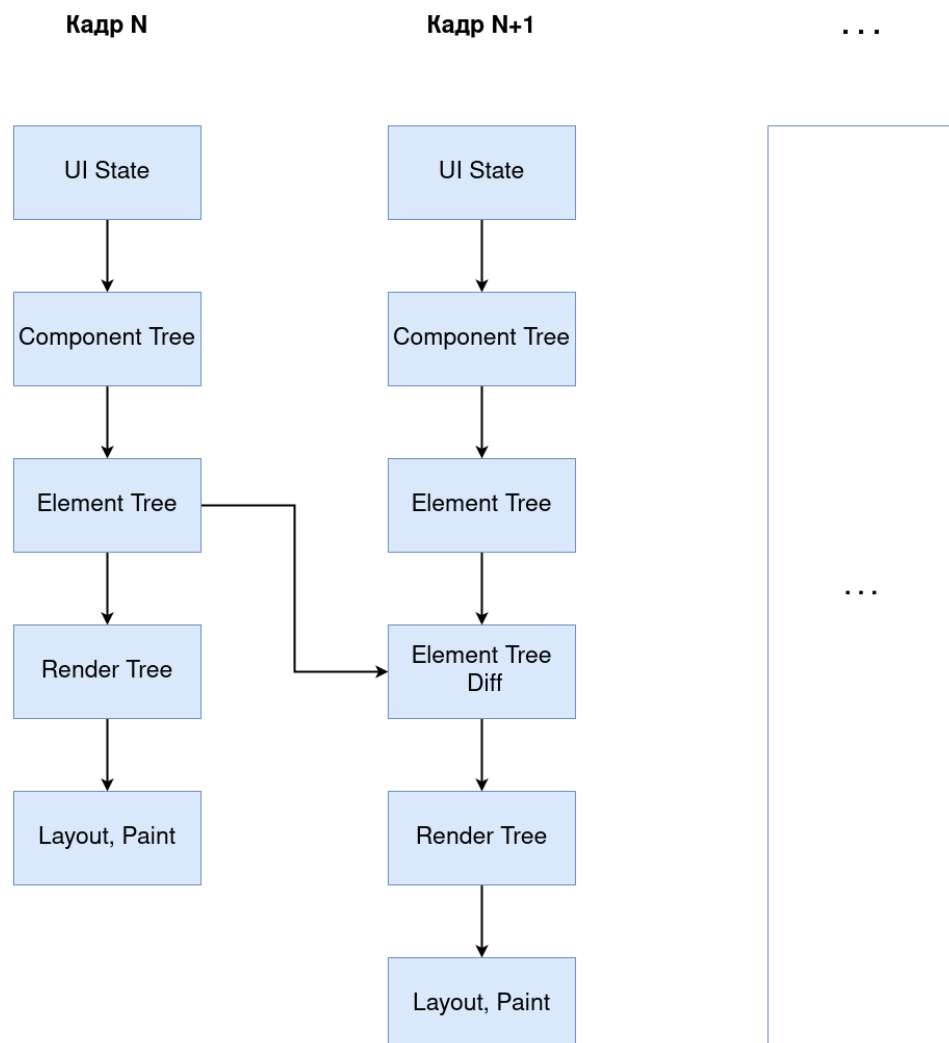 Кадр N
Кадр N+1
. . .
UI State
UI State
Component Tree
Component Tree
Element Tree
Element Tree
. . .
Render Tree
Element Tree
Diff
Layout, Paint
Render Tree
Layout, Paint